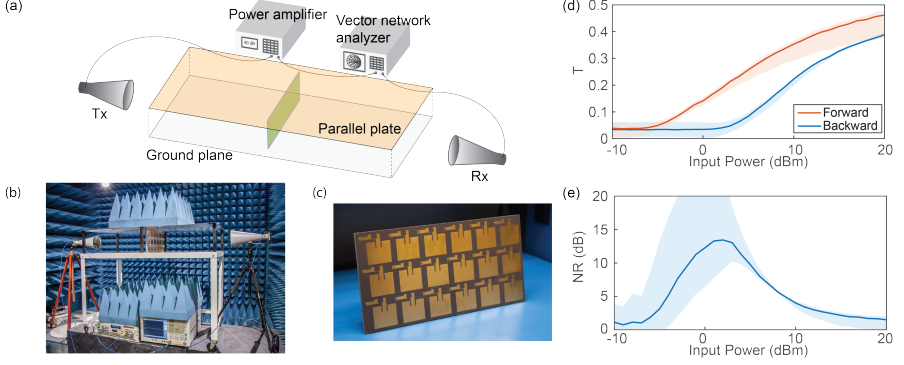 (a)
Power amplifier
Vector network
analyzer
Tx
Parallel plate
Ground plane
Rx
(b)
(c)
(d)
0.5
0.4
0.3
0.2
0.1
0
T
Forward
Backward
-10
0
10
20
Input Power (dBm)
(e)
20
15
10
5
0
NR (dB)
-10
0
10
20
Input Power (dBm)